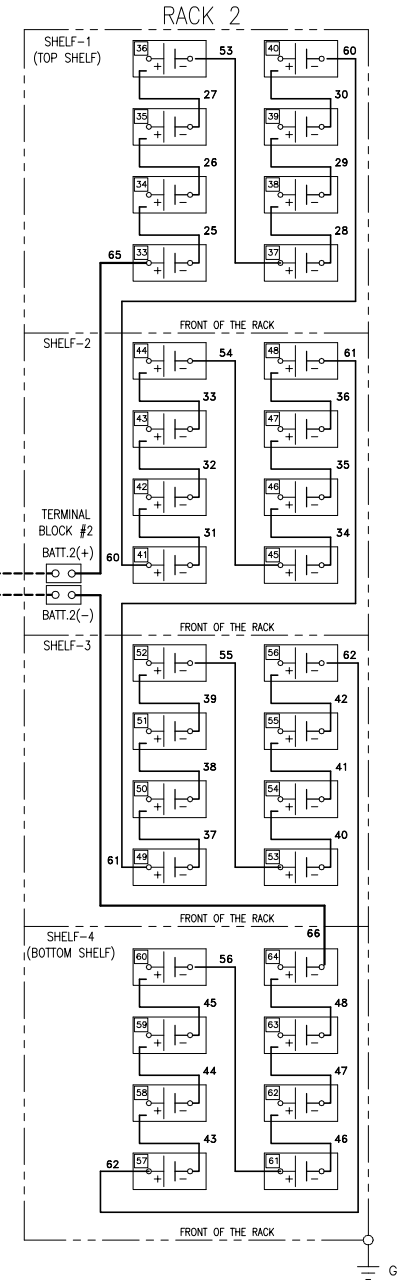 RACK 2
SHELF-1
(TOP SHELF)
36 + - 53 40 + - 60
27 30
35 + - 39 + -
26 29
34 + - 38 + -
25 28
65 33 + - 37 + -
FRONT OF THE RACK
SHELF-2
44 + - 54 48 + - 61
33 36
43 + - 47 + -
32 35
42 + - 46 + -
31 34
TERMINAL
BLOCK #2
BATT.2(+)
60 41 + - 45 + -
BATT.2(-)
FRONT OF THE RACK
SHELF-3
52 + - 55 56 + - 62
39 42
51 + - 55 + -
38 41
50 + - 54 + -
37 40
61 49 + - 53 + -
FRONT OF THE RACK
66
SHELF-4
(BOTTOM SHELF)
60 + - 56 64 + -
45 48
59 + - 63 + -
44 47
58 + - 62 + -
43 46
62 57 + - 61 + -
FRONT OF THE RACK
G